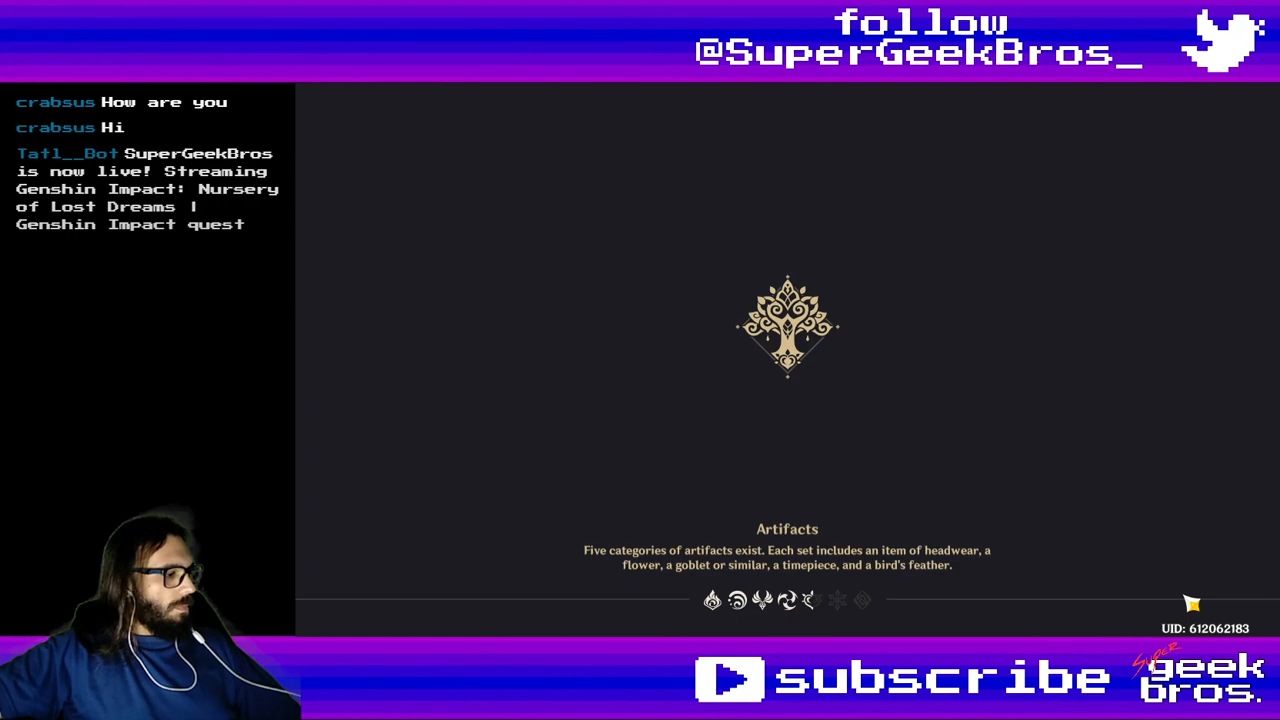 follow
@SuperGeekBros_
crabsus How are you
crabsus Hi
Tatl__Bot SuperGeekBros
is now live! Streaming
Genshin Impact: Nursery
of Lost Dreams |
Genshin Impact quest
Artifacts
Five categories of artifacts exist. Each set includes an item of headwear, a
flower, a goblet or similar, a timepiece, and a bird's feather.
UID: 612062183
subscribe
SUPER
geek
bros.